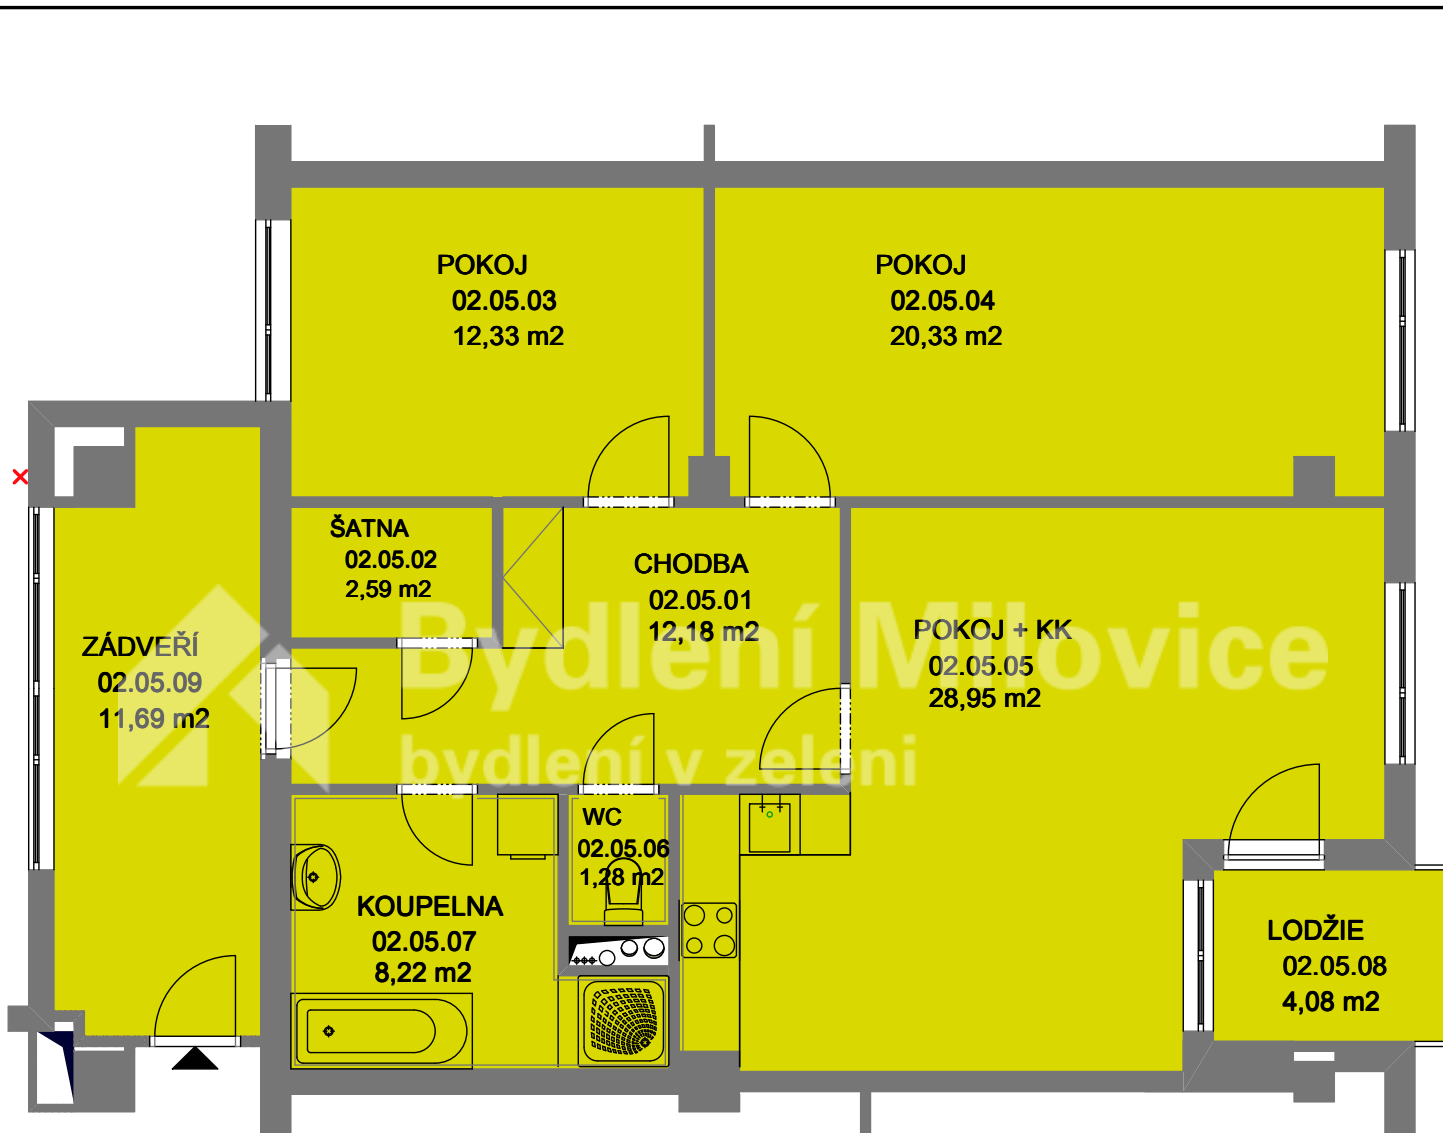 POKOJ
02.05.03
12,33 m2
POKOJ
02.05.04
20,33 m2
ŠATNA
02.05.02
2,59 m2
CHODBA
02.05.01
12,18 m2
POKOJ + KK
02.05.05
28,95 m2
ZÁDVEŘÍ
02.05.09
11,69 m2
Bydlení Milovice
bydlení v zeleni
WC
02.05.06
1,28 m2
KOUPELNA
02.05.07
8,22 m2
LODŽIE
02.05.08
4,08 m2